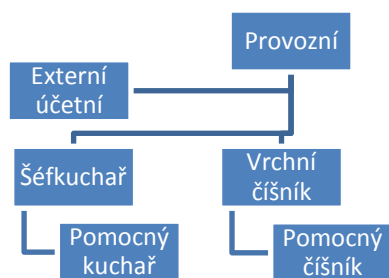 Provozní
Externí
účetní
Šéfkuchař
Vrchní
číšník
Pomocný
kuchař
Pomocný
číšník